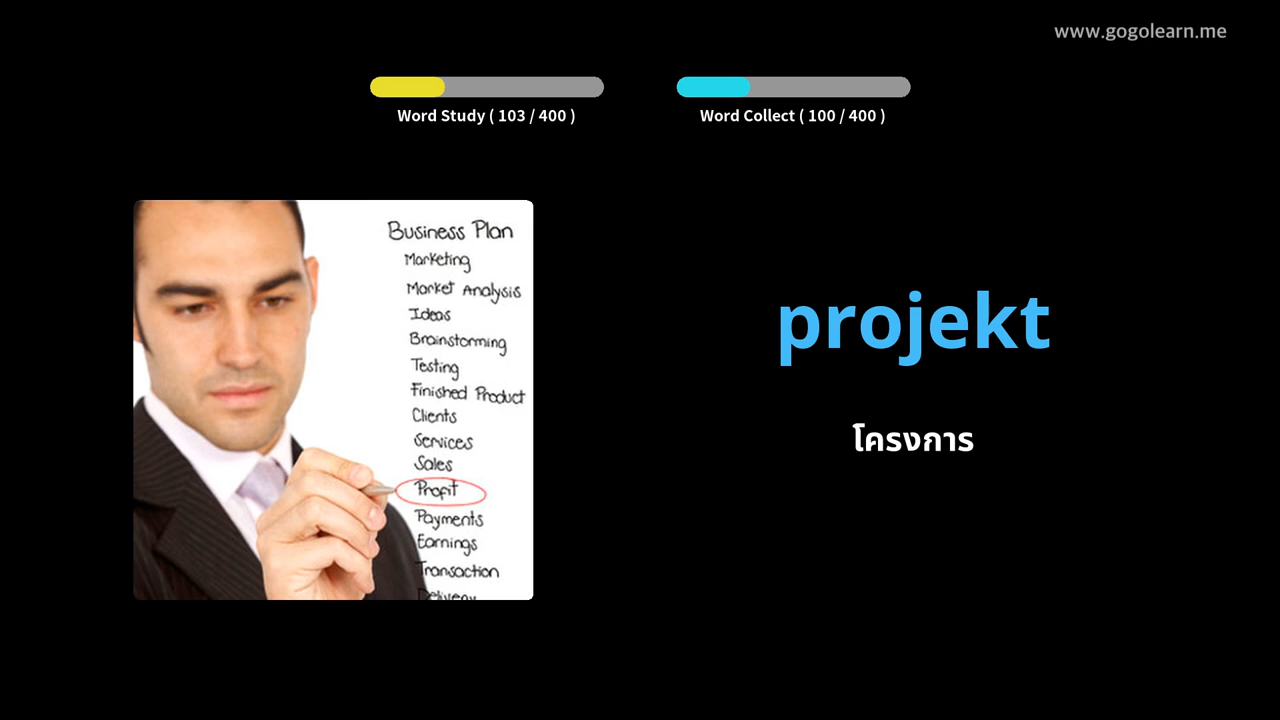 www.gogolearn.me
Word Study ( 103 / 400 )
Word Collect ( 100 / 400 )
Business Plan
Marketing
Market Analysis
Ideas
Brainstorming
Testing
Finished Product
Clients
Services
Sales
Profit
Payments
Earnings
Transaction
Delivery
projekt
โครงการ